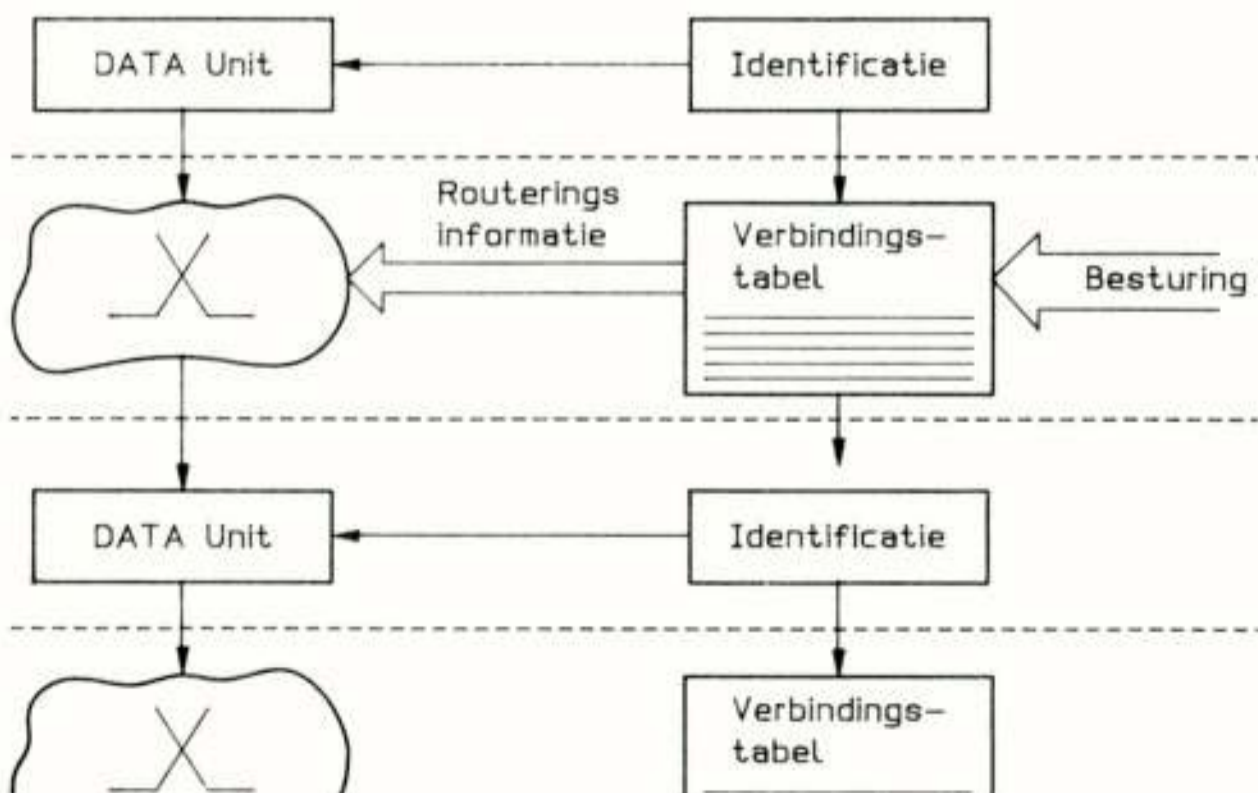 DATA Unit
Identificatie
Routerings
informatie
Verbindings-
tabel
Besturing
DATA Unit
Identificatie
Verbindings-
tabel